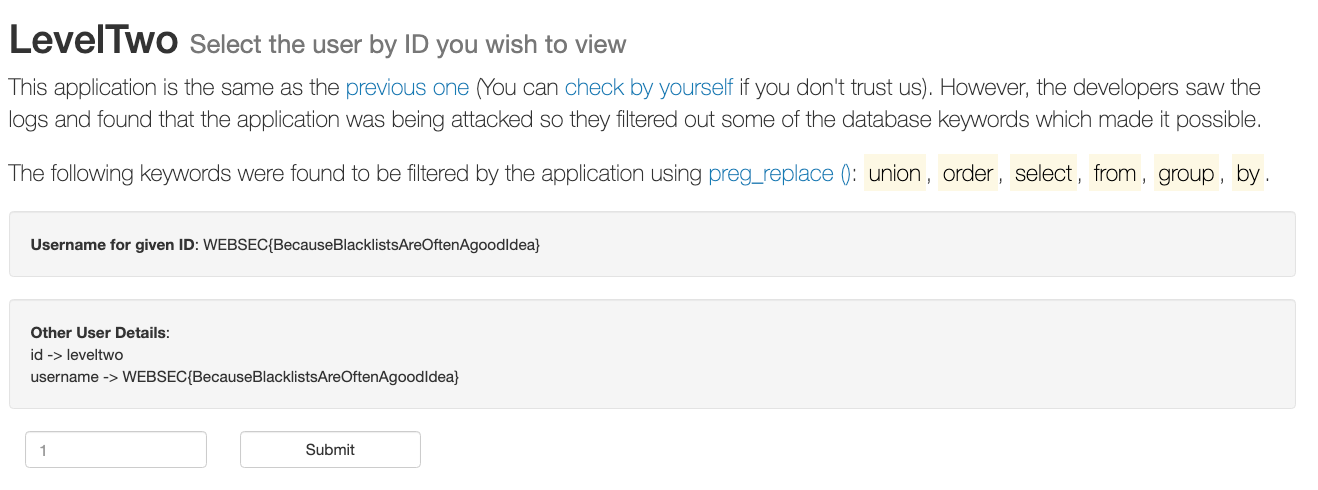 LevelTwo Select the user by ID you wish to view
This application is the same as the previous one (You can check by yourself if you don't trust us). However, the developers saw the
logs and found that the application was being attacked so they filtered out some of the database keywords which made it possible.
The following keywords were found to be filtered by the application using preg_replace (): union, order, select, from, group, by.
Username for given ID: WEBSEC{BecauseBlacklistsAreOftenAgoodIdea}
Other User Details:
id -> leveltwo
username -> WEBSEC{BecauseBlacklistsAreOftenAgoodIdea}
1 Submit